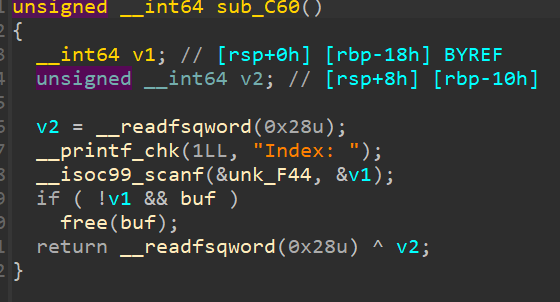 unsigned __int64 sub_C60()
{
__int64 v1; // [rsp+0h] [rbp-18h] BYREF
unsigned __int64 v2; // [rsp+8h] [rbp-10h]
v2 = __readfsqword(0x28u);
__printf_chk(1LL, "Index: ");
__isoc99_scanf(&unk_F44, &v1);
if ( !v1 && buf )
free(buf);
return __readfsqword(0x28u) ^ v2;
}